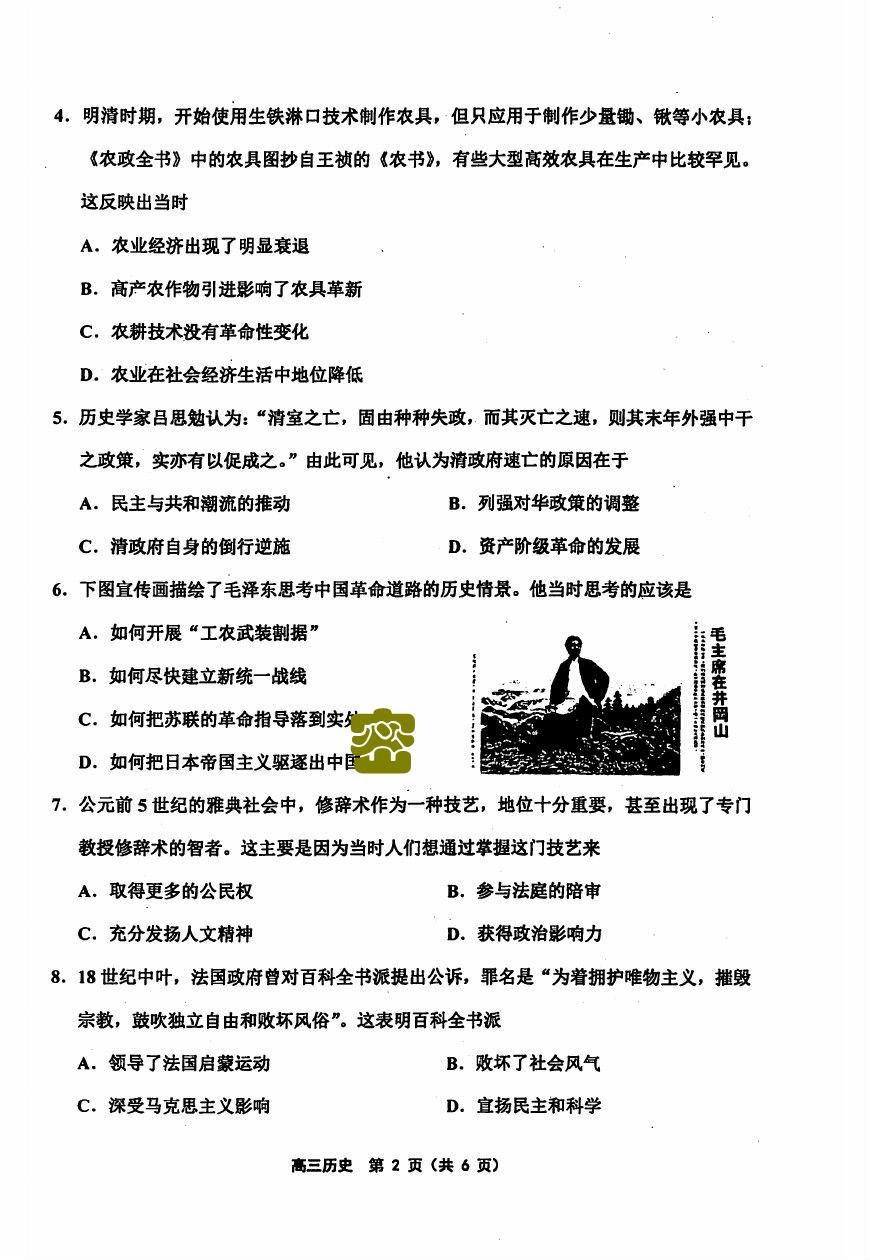 4．明清时期，开始使用生铁淋口技术制作农具，但只应用于制作少量锄、锹等小农具；
《农政全书》中的农具图抄自王祯的《农书》，有些大型高效农具在生产中比较罕见。
这反映出当时
A．农业经济出现了明显衰退
B．高产农作物引进影响了农具革新
C．农耕技术没有革命性变化
D．农业在社会经济生活中地位降低
5．历史学家吕思勉认为：“清室之亡，固由种种失政，而其灭亡之速，则其末年外强中干
之政策，实亦有以促成之。”由此可见，他认为清政府速亡的原因在于
A．民主与共和潮流的推动
B．列强对华政策的调整
C．清政府自身的倒行逆施
D．资产阶级革命的发展
6．下图宣传画描绘了毛泽东思考中国革命道路的历史情景。他当时思考的应该是
A．如何开展“工农武装割据”
B．如何尽快建立新统一战线
C．如何把苏联的革命指导落到实处
D．如何把日本帝国主义驱逐出中国
毛主席在井冈山
7．公元前5世纪的雅典社会中，修辞术作为一种技艺，地位十分重要，甚至出现了专门
教授修辞术的智者。这主要是因为当时人们想通过掌握这门技艺来
A．取得更多的公民权
B．参与法庭的陪审
C．充分发扬人文精神
D．获得政治影响力
8．18世纪中叶，法国政府曾对百科全书派提出公诉，罪名是“为着拥护唯物主义，摧毁
宗教，鼓吹独立自由和败坏风俗”。这表明百科全书派
A．领导了法国启蒙运动
B．败坏了社会风气
C．深受马克思主义影响
D．宣扬民主和科学
高三历史 第 2 页（共 6 页）